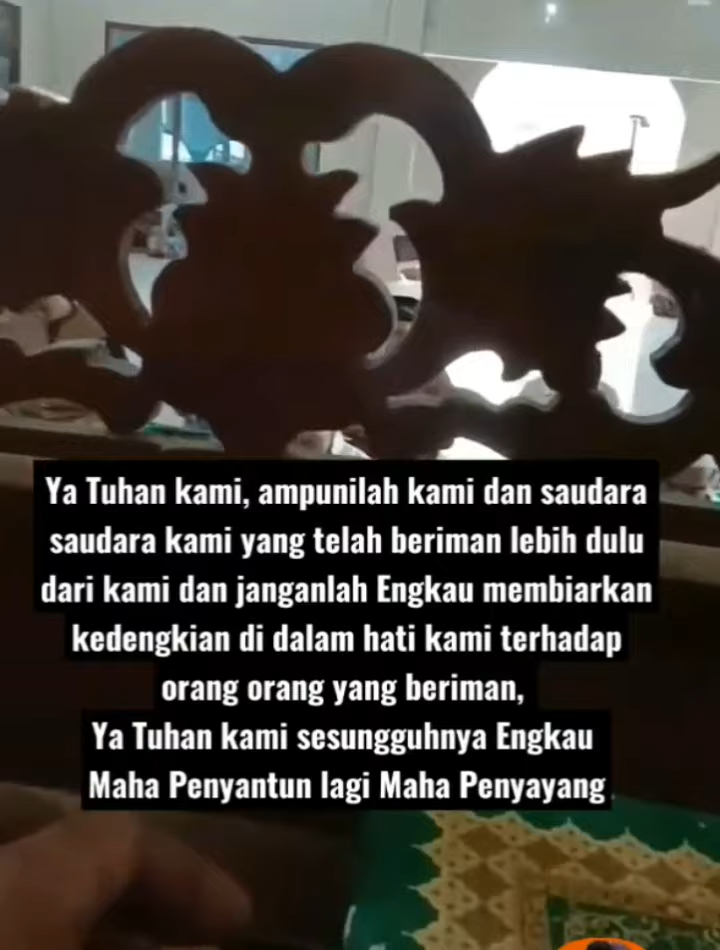 Ya Tuhan kami, ampunilah kami dan saudara
saudara kami yang telah beriman lebih dulu
dari kami dan janganlah Engkau membiarkan
kedengkian di dalam hati kami terhadap
orang orang yang beriman,
Ya Tuhan kami sesungguhnya Engkau
Maha Penyantun lagi Maha Penyayang